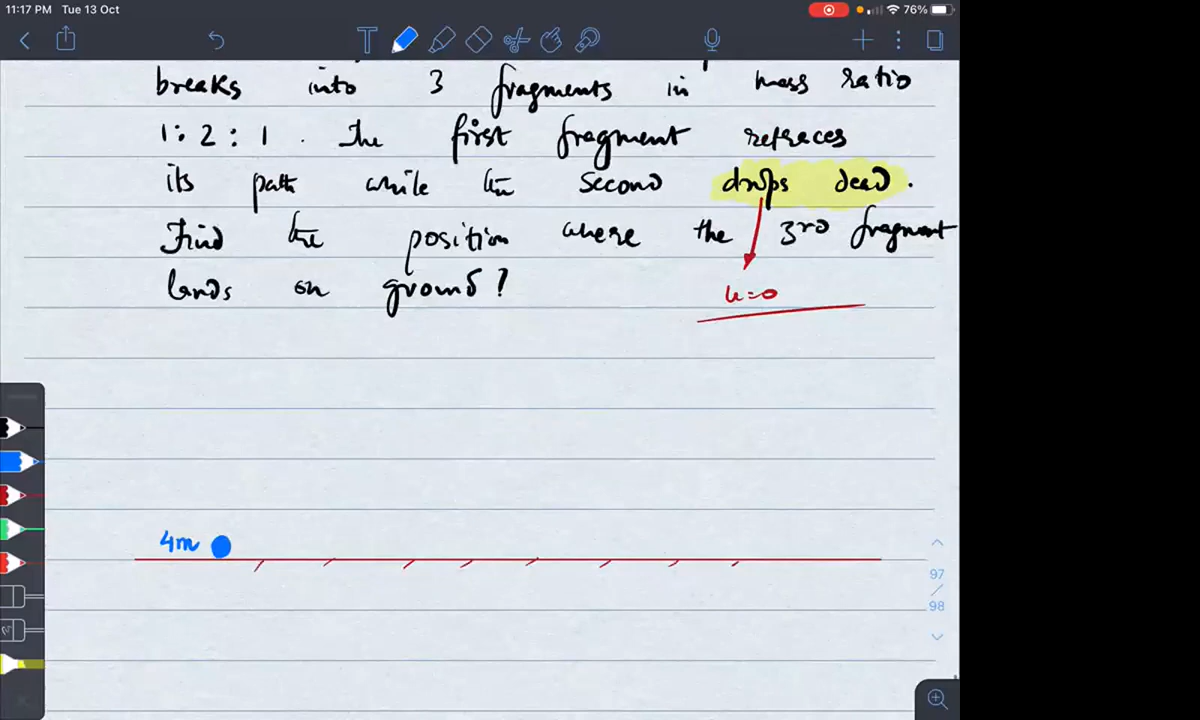 11:17 PM Tue 13 Oct 76%
T
breaks into 3 fragments in mass ratio
1:2:1. The first fragment retraces
its path while the second drops dead.
Find the position where the 3rd fragment
lands on ground?
u=0
4m
97
98